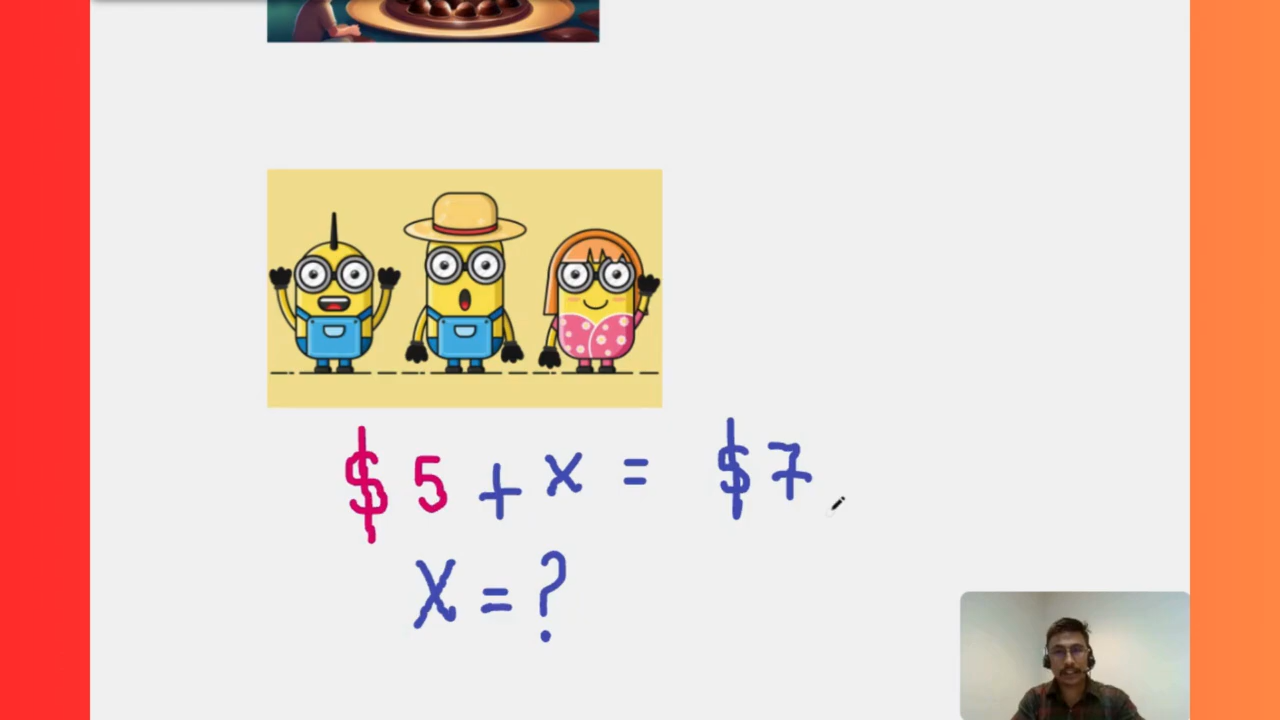 $ 5 + x = $ 7
X = ?